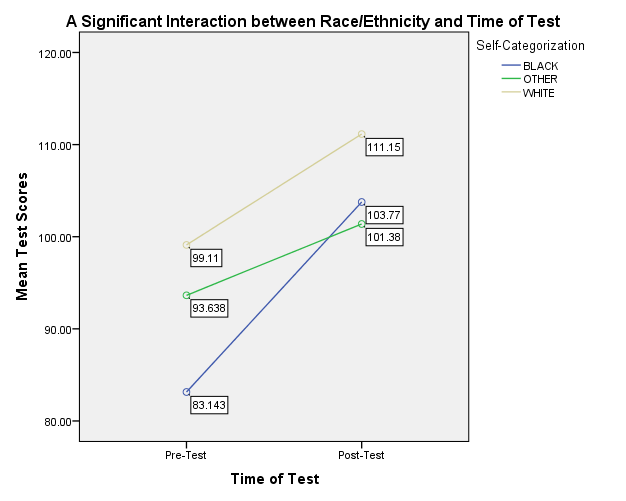 A Significant Interaction between Race/Ethnicity and Time of Test
Self-Categorization
BLACK
OTHER
WHITE
120.00
110.00
100.00
90.00
80.00
Mean Test Scores
111.15
103.77
101.38
99.11
93.638
83.143
Pre-Test
Post-Test
Time of Test